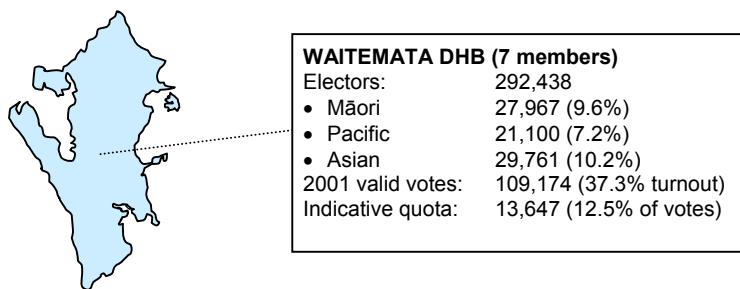 WAITEMATA DHB (7 members)
Electors: 292,438
• Māori 27,967 (9.6%)
• Pacific 21,100 (7.2%)
• Asian 29,761 (10.2%)
2001 valid votes: 109,174 (37.3% turnout)
Indicative quota: 13,647 (12.5% of votes)